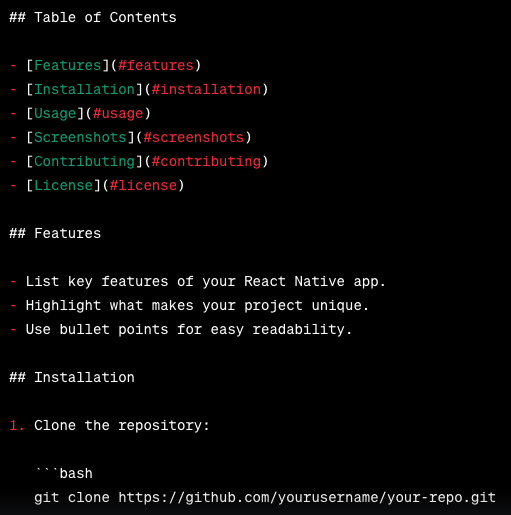 ## Table of Contents
- [Features](#features)
- [Installation](#installation)
- [Usage](#usage)
- [Screenshots](#screenshots)
- [Contributing](#contributing)
- [License](#license)
## Features
- List key features of your React Native app.
- Highlight what makes your project unique.
- Use bullet points for easy readability.
## Installation
1. Clone the repository:
```bash
git clone https://github.com/yourusername/your-repo.git